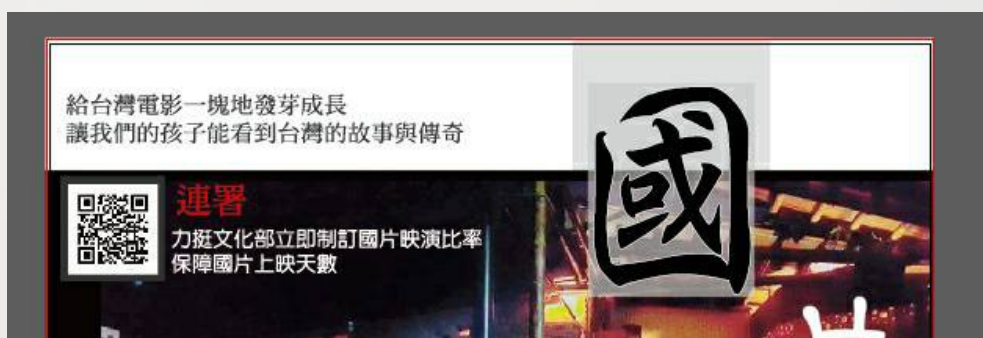 給台灣電影一塊地發芽成長
讓我們的孩子能看到台灣的故事與傳奇
國
連署
力挺文化部立即制訂國片映演比率
保障國片上映天數